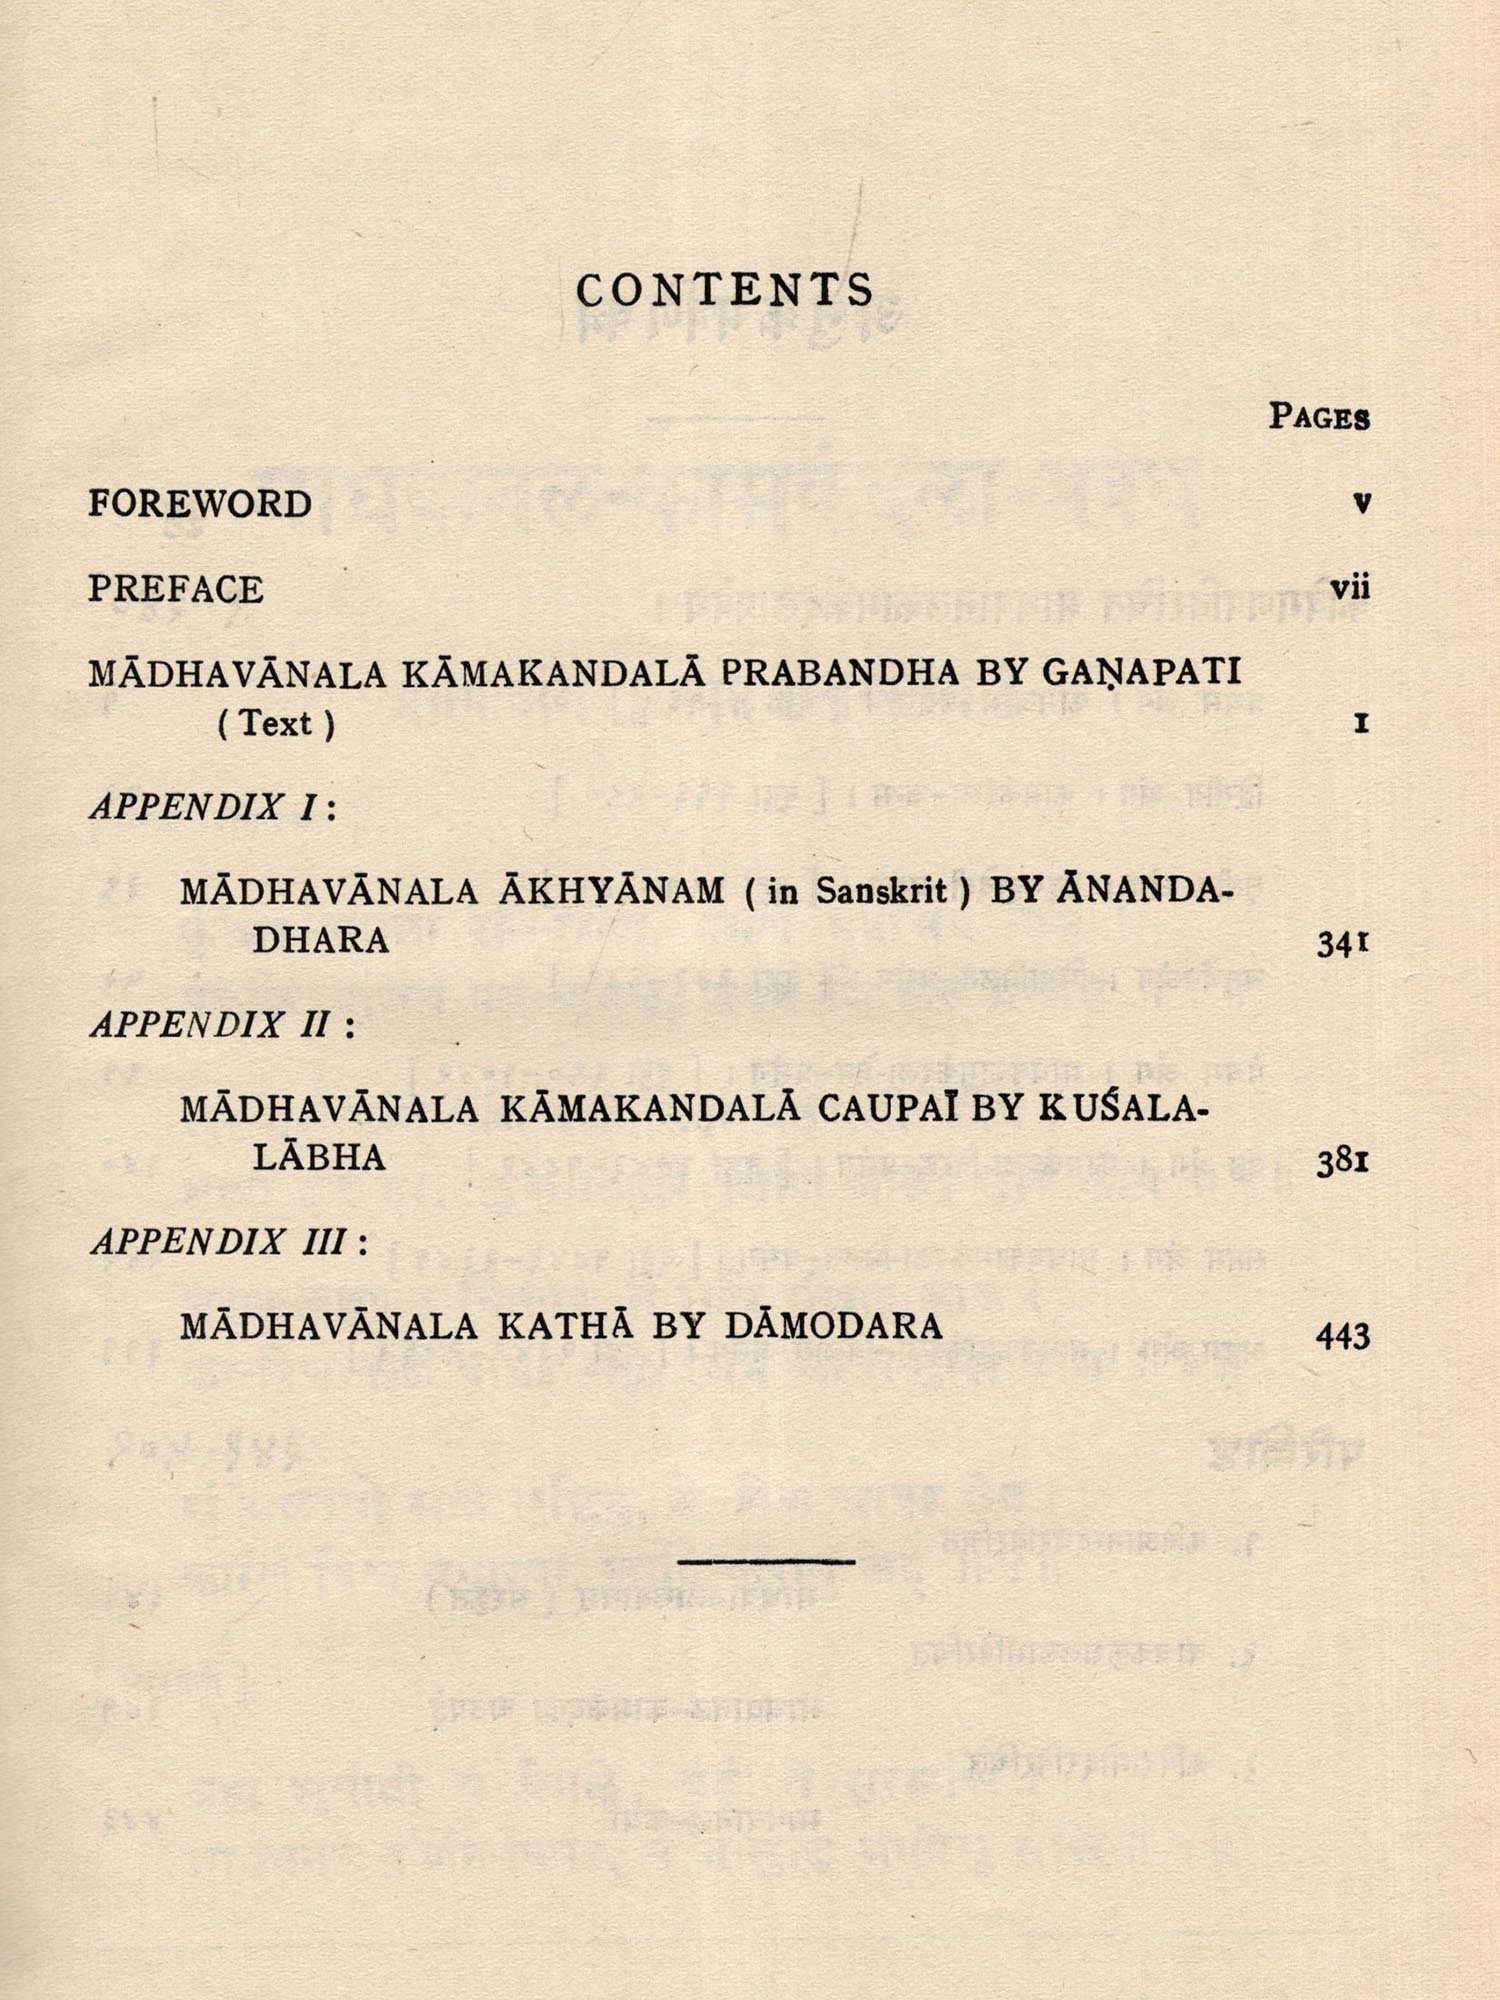 CONTENTS
PAGES
FOREWORD v
PREFACE vii
MĀDHAVĀNALA KĀMAKANDALĀ PRABANDHA BY GAṆAPATI
( Text ) 1
APPENDIX I :
MĀDHAVĀNALA ĀKHYĀNAM ( in Sanskrit ) BY ĀNANDA-
DHARA 341
APPENDIX II :
MĀDHAVĀNALA KĀMAKANDALĀ CAUPAĪ BY KUŚALA-
LĀBHA 381
APPENDIX III :
MĀDHAVĀNALA KATHĀ BY DĀMODARA 443